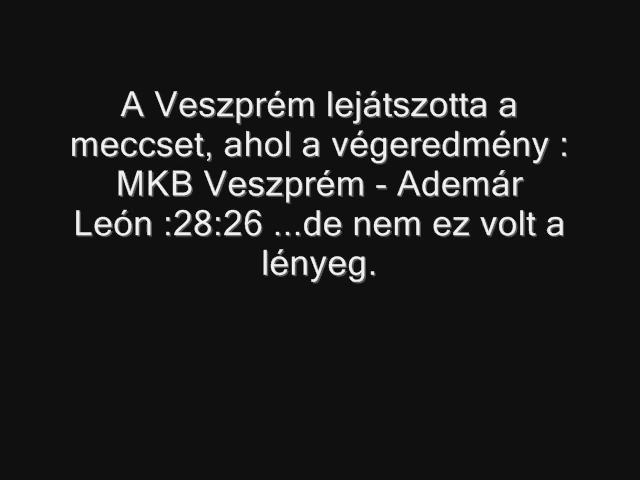 A Veszprém lejátszotta a
meccset, ahol a végeredmény :
MKB Veszprém - Ademár
León :28:26 ...de nem ez volt a
lényeg.